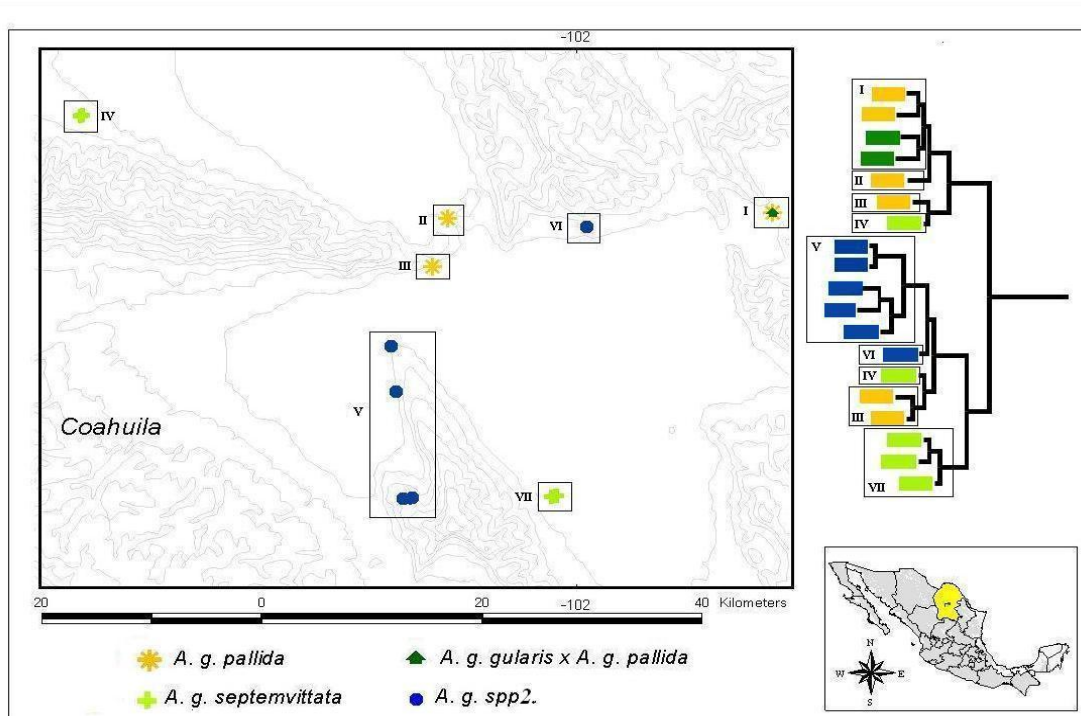 -102
I
IV
II
VI
I
II
III
III
IV
V
V
Coahuila
VI
IV
III
VII
VII
20 0 20 -102 40 Kilometers
A. g. pallida
A. g. gularis x A. g. pallida
A. g. septemvittata
A. g. spp2.
N
W E
S